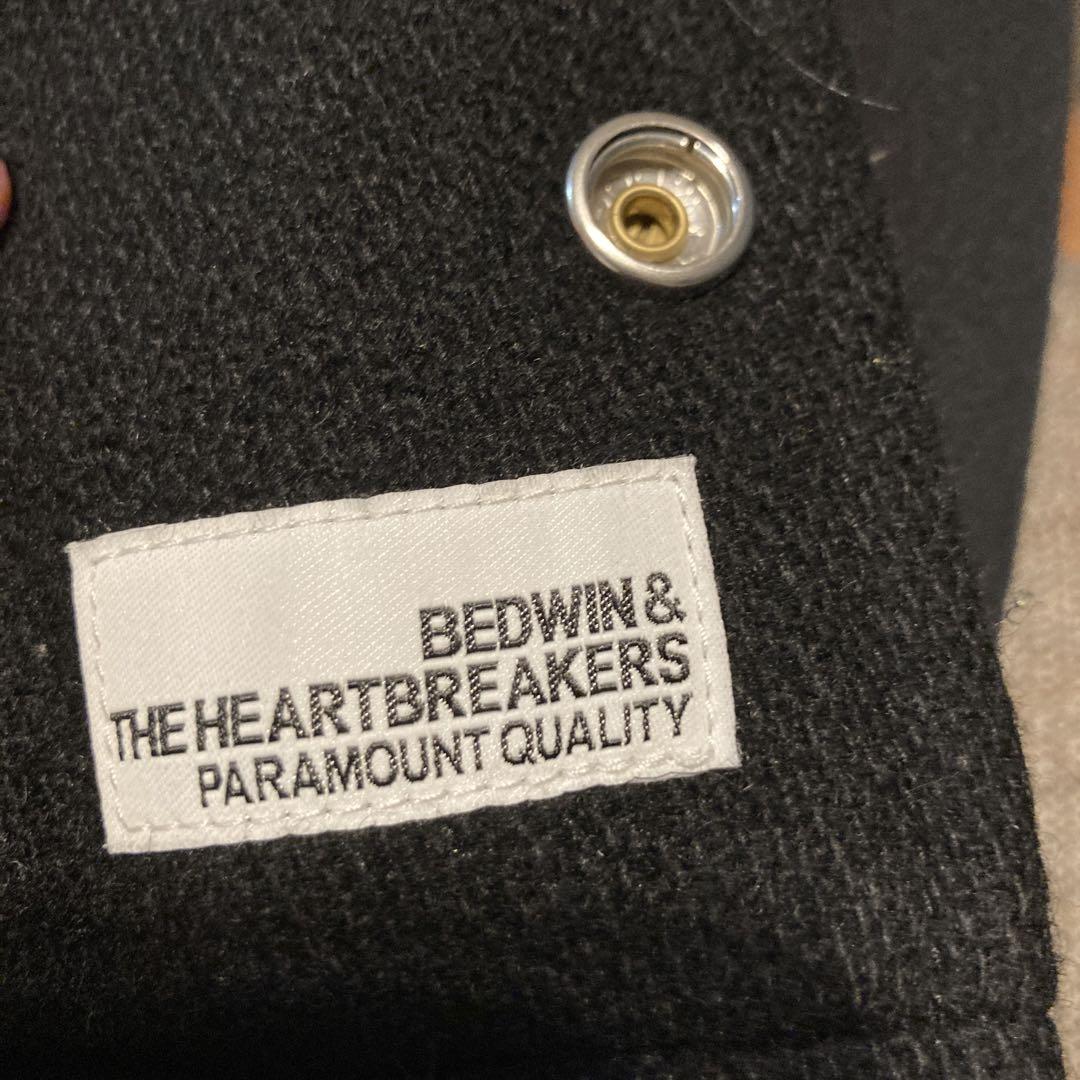 BEDWIN &
THE HEARTBREAKERS
PARAMOUNT QUALITY